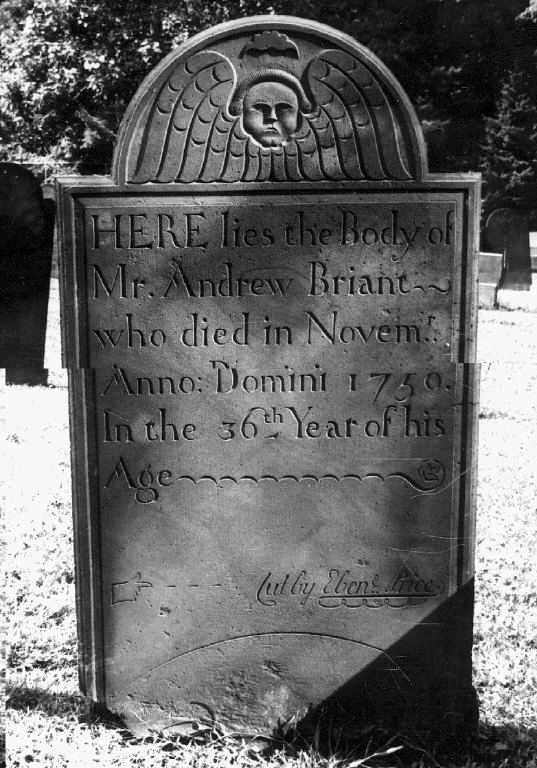 HERE lies the Body of
Mr. Andrew Briant
who died in Novemr.
Anno: Domini 1750.
In the 36th Year of his
Age
Cut by Ebenr. Price